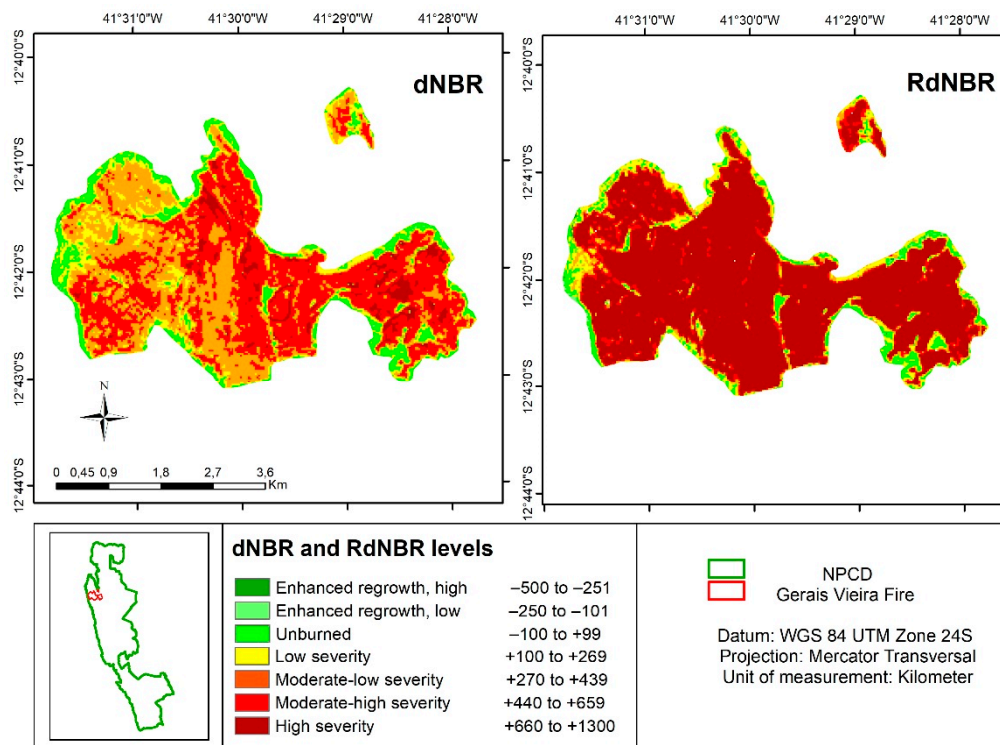 41°31'0"W 41°30'0"W 41°29'0"W 41°28'0"W
41°31'0"W 41°30'0"W 41°29'0"W 41°28'0"W
12°40'0"S
12°41'0"S
12°42'0"S
12°43'0"S
12°44'0"S
dNBR
N
0 0,45 0,9 1,8 2,7 3,6
Km
12°40'0"S
12°41'0"S
12°42'0"S
12°43'0"S
12°44'0"S
RdNBR
dNBR and RdNBR levels
Enhanced regrowth, high –500 to –251
Enhanced regrowth, low –250 to –101
Unburned –100 to +99
Low severity +100 to +269
Moderate-low severity +270 to +439
Moderate-high severity +440 to +659
High severity +660 to +1300
NPCD
Gerais Vieira Fire
Datum: WGS 84 UTM Zone 24S
Projection: Mercator Transversal
Unit of measurement: Kilometer